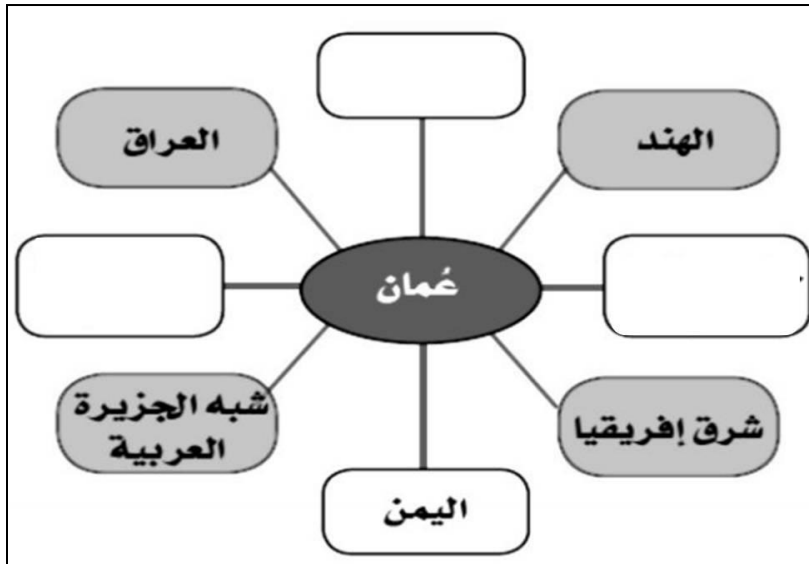 الهند
العراق
عُمان
شرق إفريقيا
شبه الجزيرة
العربية
اليمن